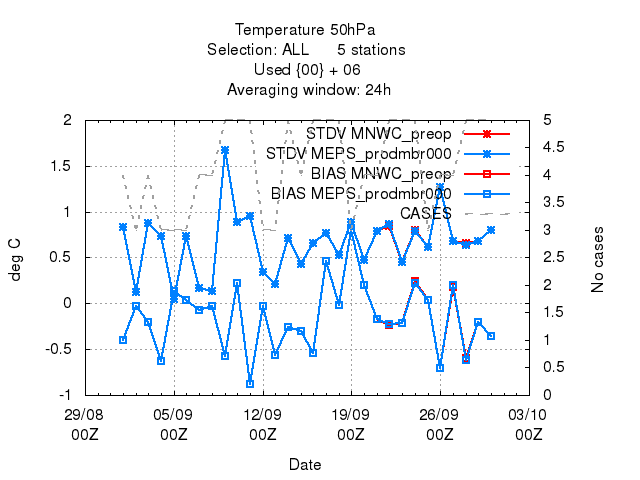 Temperature 50hPa
Selection: ALL 5 stations
Used {00} + 06
Averaging window: 24h
STDV MNWC_preop
STDV MEPS_prodmbr000
BIAS MNWC_preop
BIAS MEPS_prodmbr000
CASES
2
1.5
1
0.5
0
-0.5
-1
deg C
5
4.5
4
3.5
3
2.5
2
1.5
1
0.5
0
No cases
29/08 05/09 12/09 19/09 26/09 03/10
00Z 00Z 00Z 00Z 00Z 00Z
Date